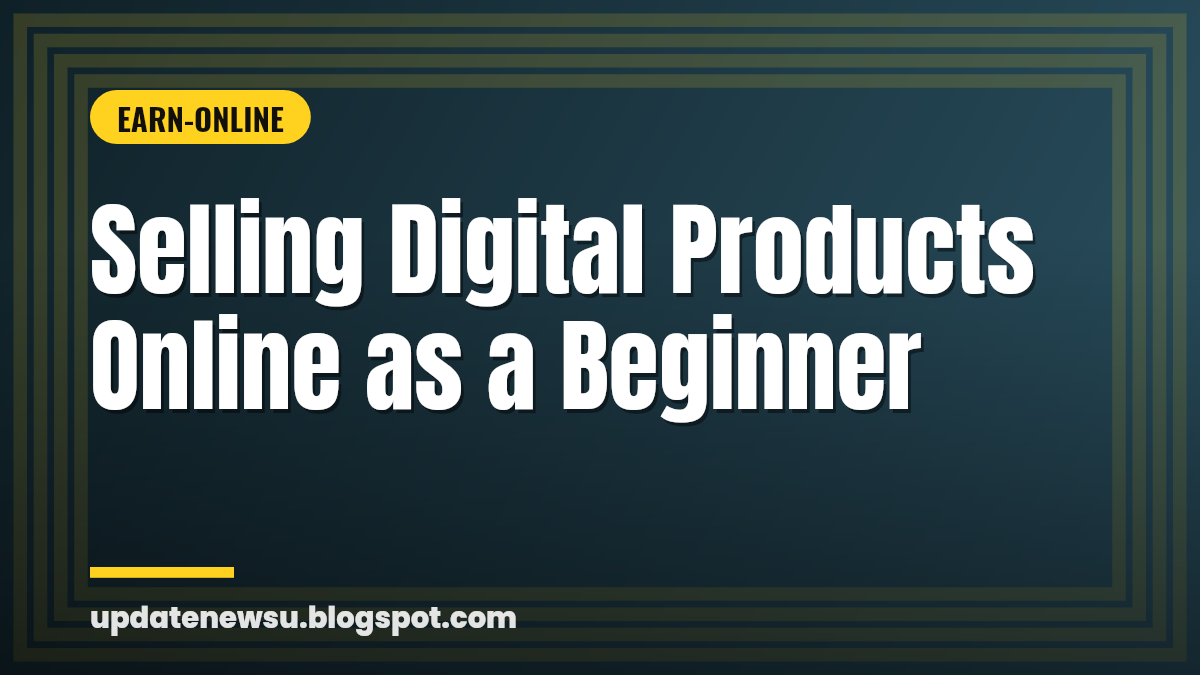 EARN-ONLINE
Selling Digital Products
Online as a Beginner
updatenewsu.blogspot.com